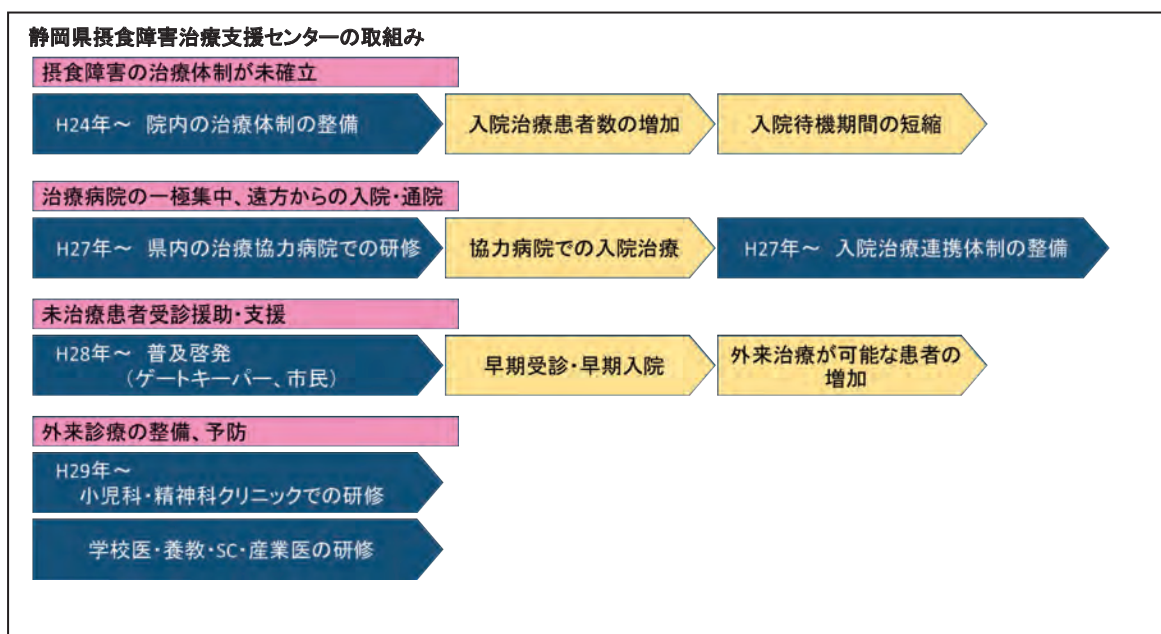 静岡県摂食障害治療支援センターの取組み
摂食障害の治療体制が未確立
H24年～ 院内の治療体制の整備
入院治療患者数の増加
入院待機期間の短縮
治療病院の一極集中、遠方からの入院・通院
H27年～ 県内の治療協力病院での研修
協力病院での入院治療
H27年～ 入院治療連携体制の整備
未治療患者受診援助・支援
H28年～ 普及啓発
（ゲートキーパー、市民）
早期受診・早期入院
外来治療が可能な患者の
増加
外来診療の整備、予防
H29年～
小児科・精神科クリニックでの研修
学校医・養教・SC・産業医の研修